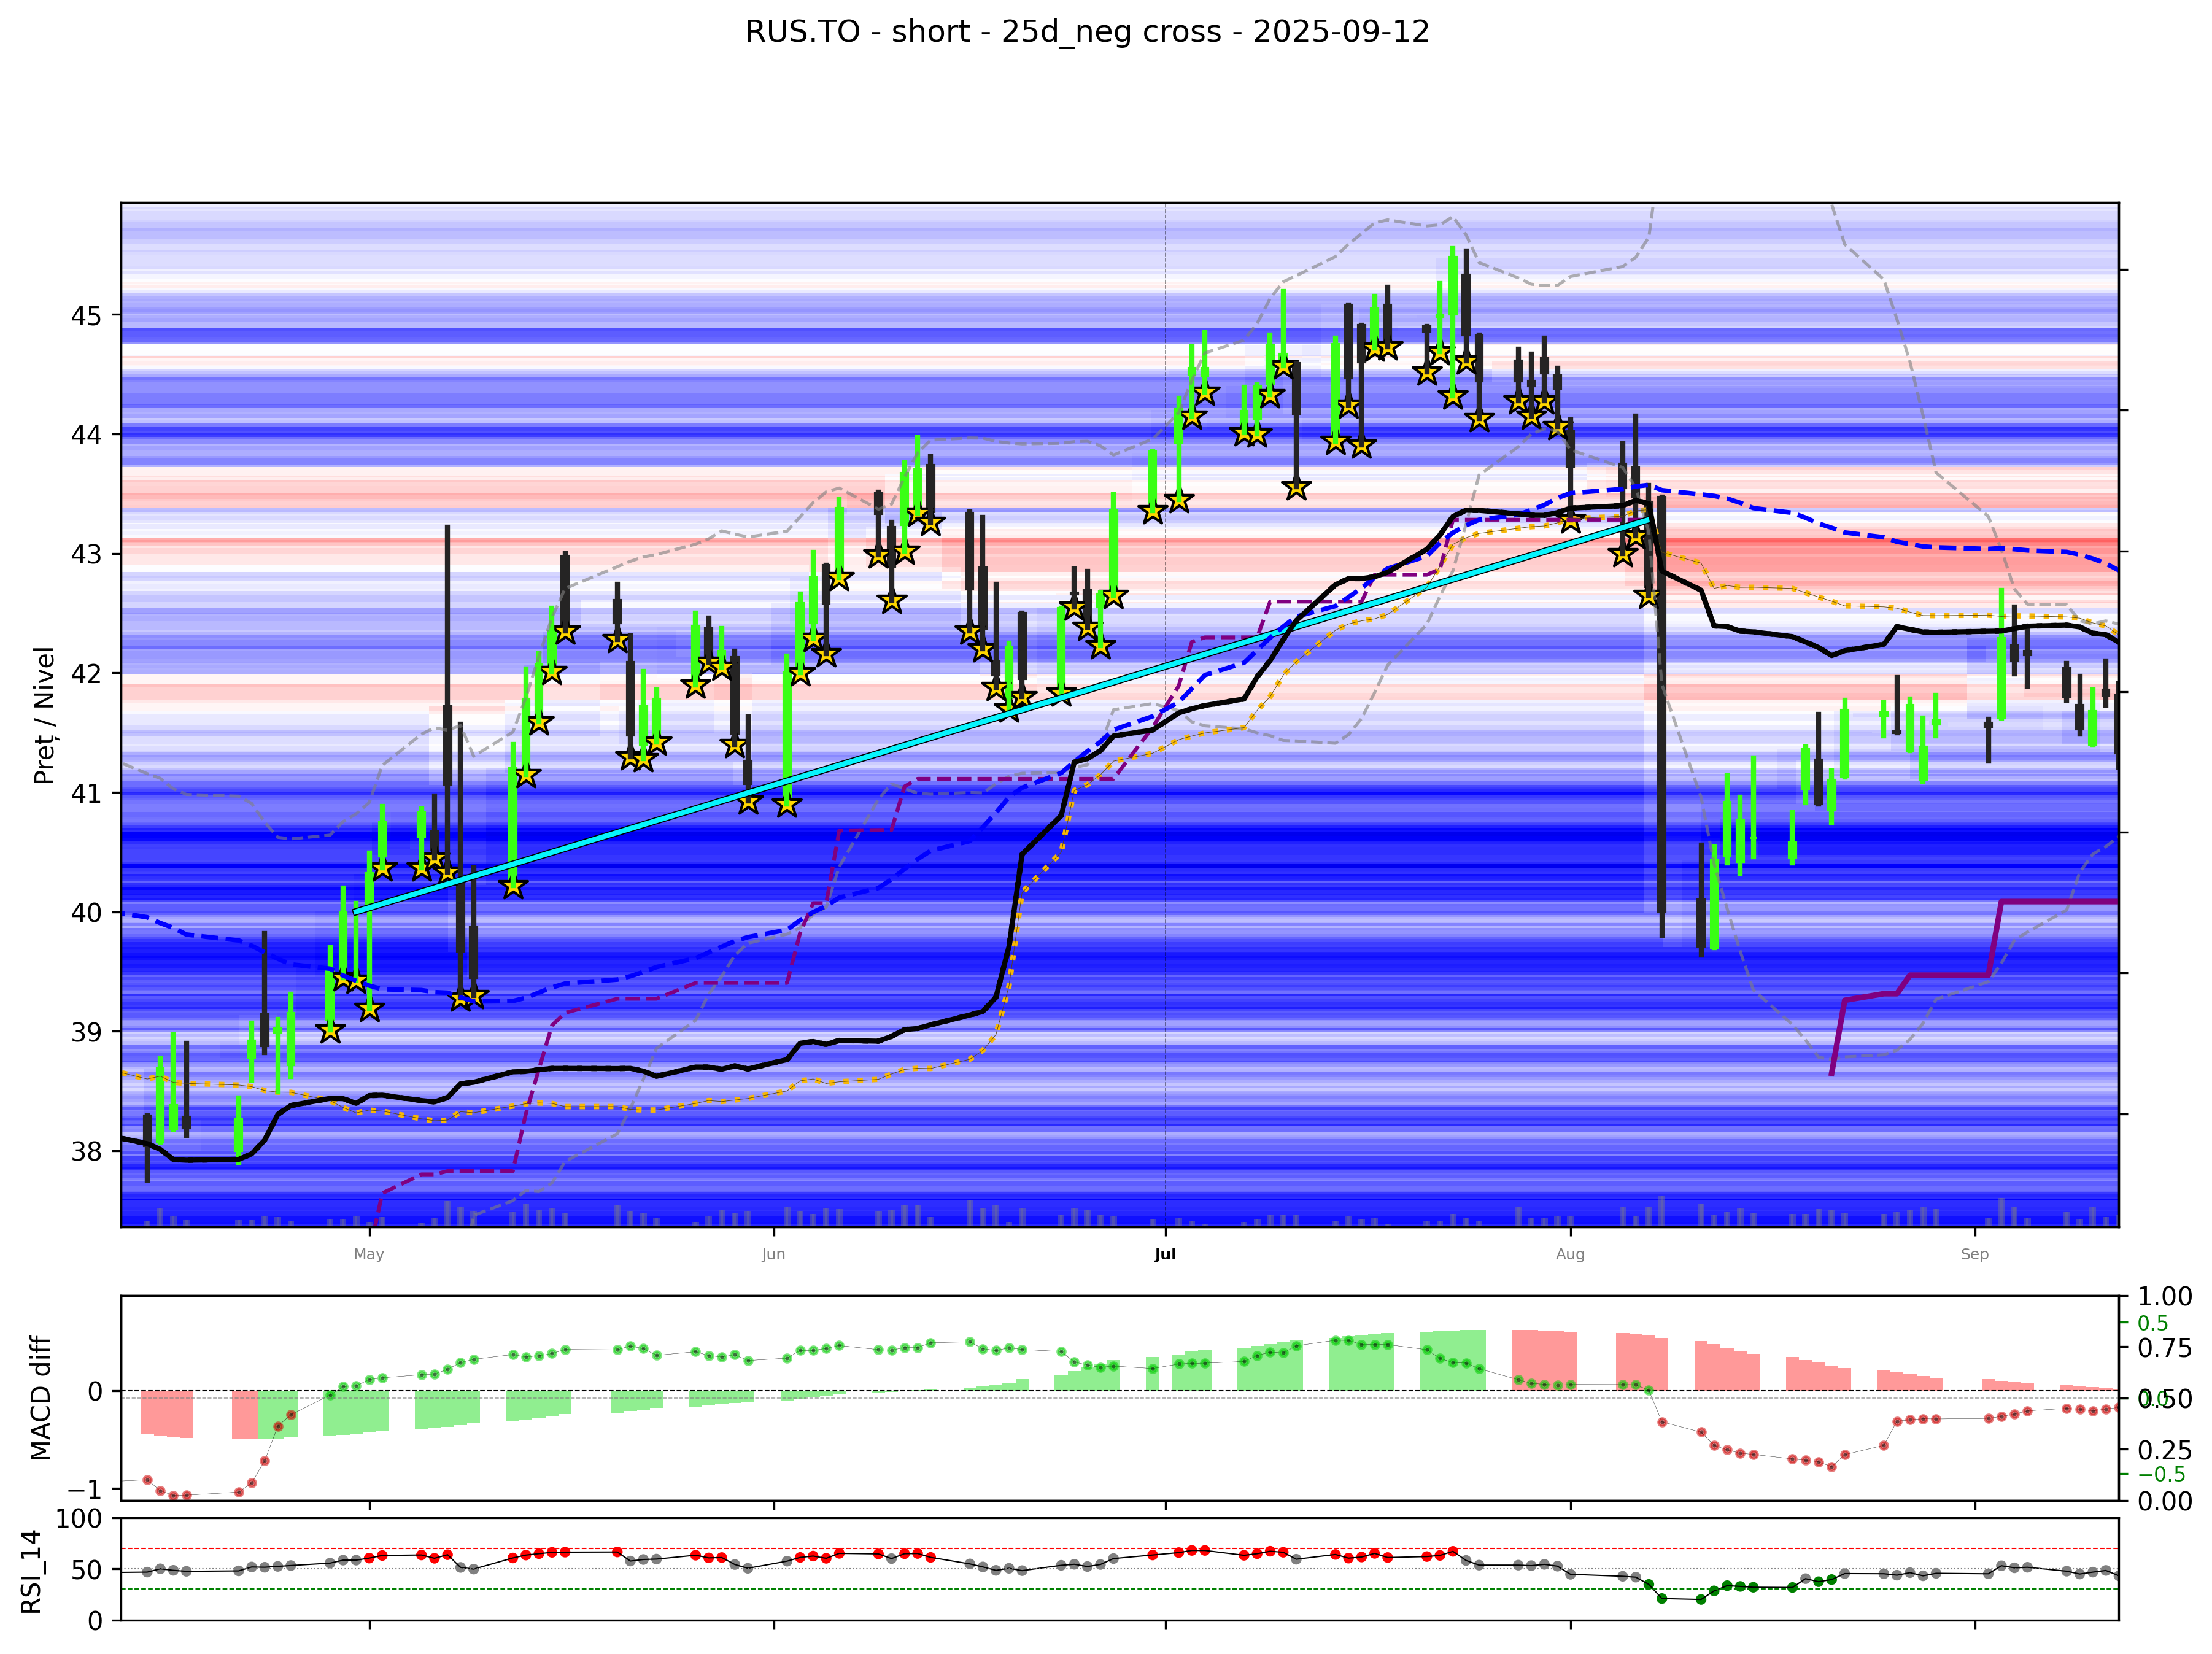 RUS.TO - short - 25d_neg cross - 2025-09-12
Preț / Nivel
45
44
43
42
41
40
39
38
May
Jun
Jul
Aug
Sep
MACD diff
0
−1
1.00
0.75
0.50
0.25
0.00
0.5
0.0
−0.5
RSI_14
100
50
0